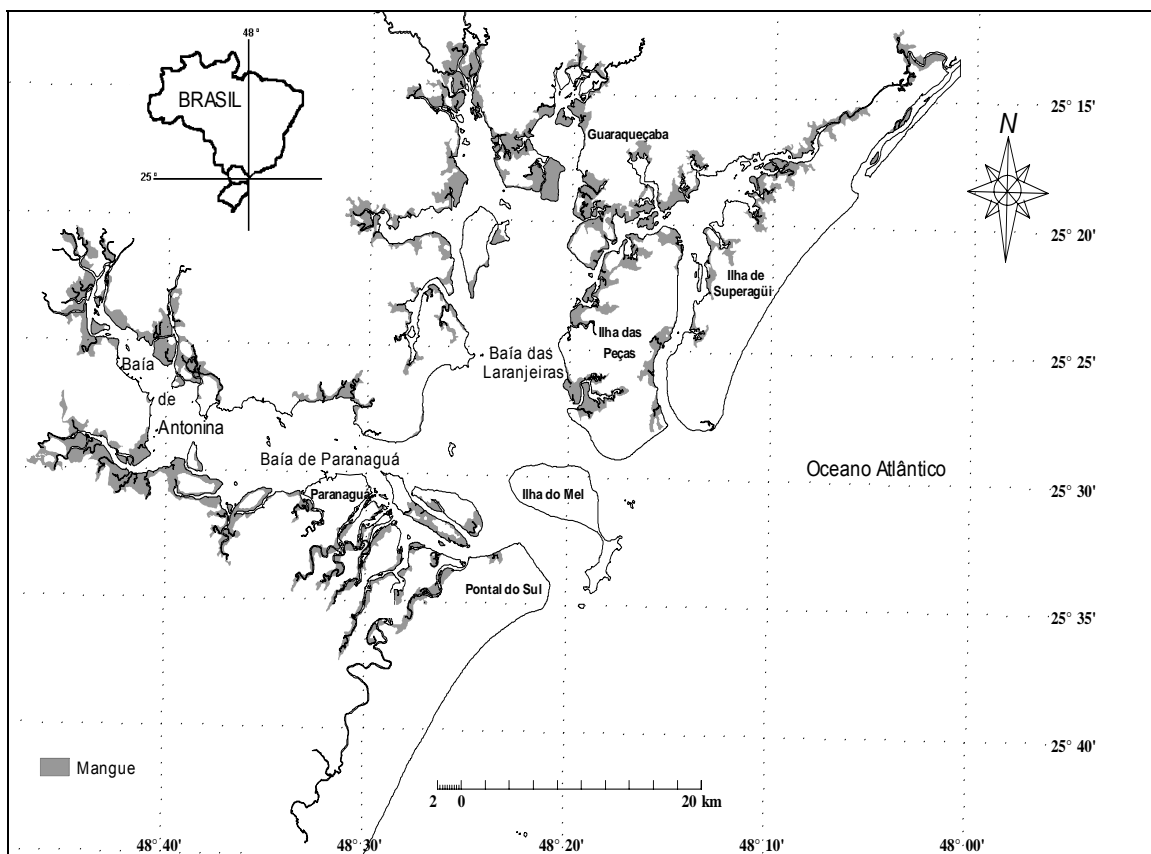 48°
BRASIL
25°
N
25° 15'
Guaraqueçaba
25° 20'
Ilha de
Superagüi
Ilha das
Peças
Baía das
Laranjeiras
25° 25'
Baía
de
Antonina
Baía de Paranaguá
Oceano Atlântico
Paranaguá
Ilha do Mel
25° 30'
Pontal do Sul
25° 35'
25° 40'
Mangue
2 0 20 km
48° 40' 48° 30' 48° 20' 48° 10' 48° 00'